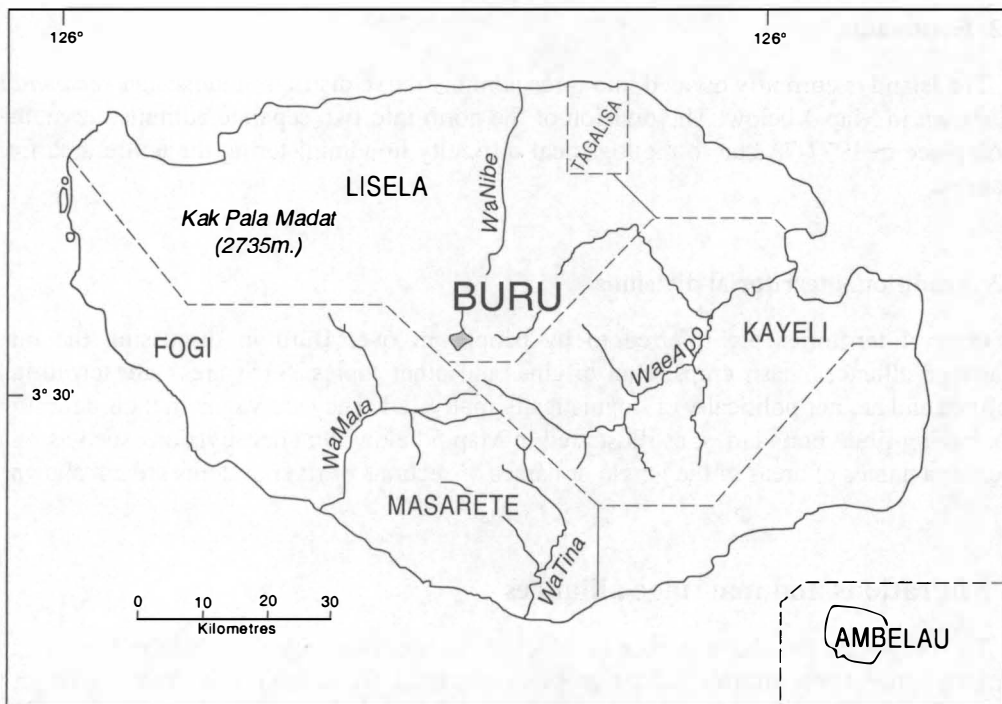 126°
126°
TAGALISA
WaNibe
LISELA
Kak Pala Madat
(2735m.)
BURU
KAYELI
FOGI
WaeApo
3° 30'
WaMala
MASARETE
WaTina
0 10 20 30
Kilometres
AMBELAU